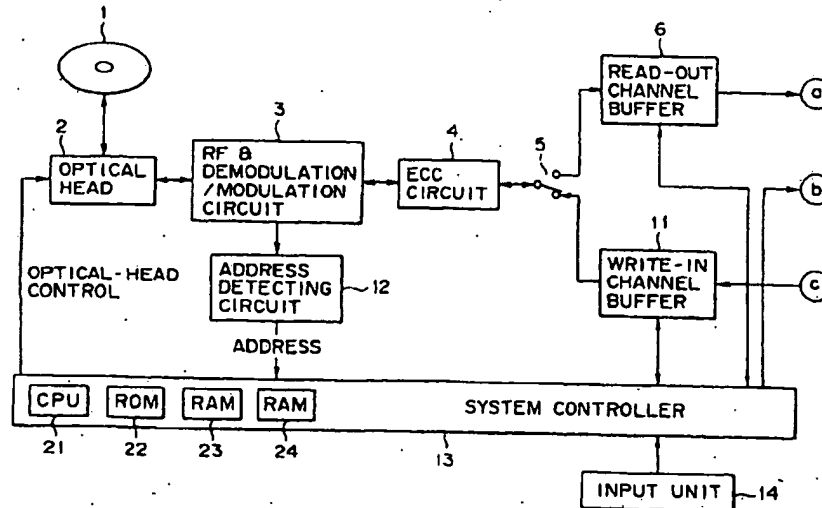 1
2
OPTICAL
HEAD
3
RF &
DEMODULATION
/MODULATION
CIRCUIT
4
ECC
CIRCUIT
5
6
READ-OUT
CHANNEL
BUFFER
a
b
11
WRITE-IN
CHANNEL
BUFFER
c
OPTICAL-HEAD
CONTROL
ADDRESS
DETECTING
CIRCUIT
12
ADDRESS
CPU
ROM
RAM
RAM
SYSTEM CONTROLLER
21
22
23
24
13
INPUT UNIT
14